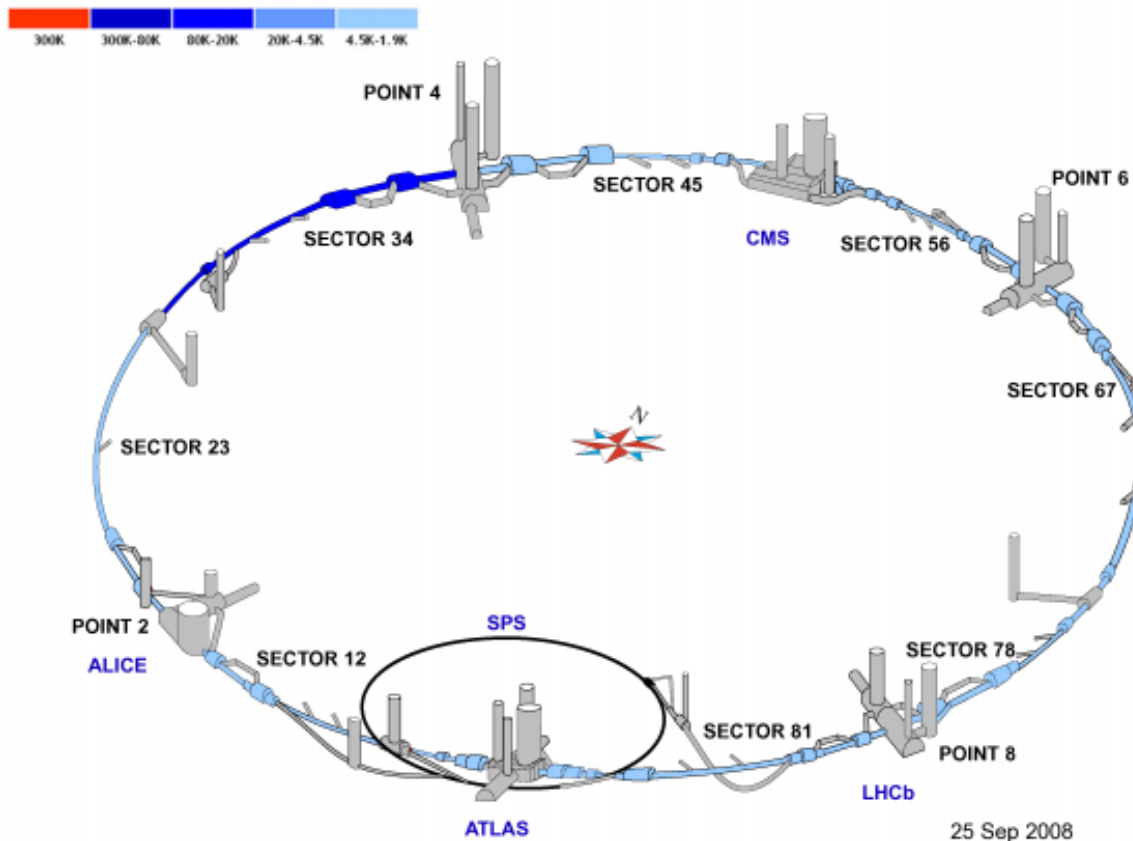 300K 300K-80K 80K-20K 20K-4.5K 4.5K-1.9K
POINT 4
SECTOR 45
POINT 6
SECTOR 34
CMS
SECTOR 56
SECTOR 67
N
SECTOR 23
SPS
POINT 2
ALICE
SECTOR 12
SECTOR 78
SECTOR 81
POINT 8
LHCb
ATLAS
25 Sep 2008